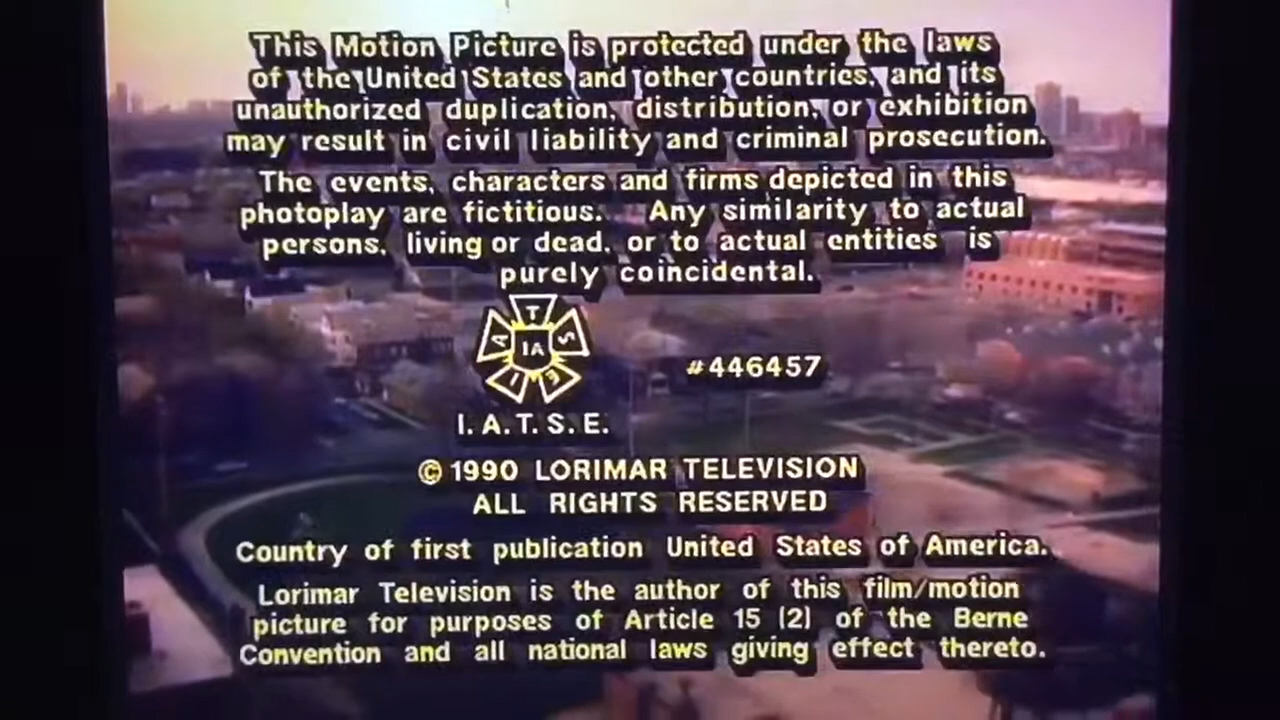 This Motion Picture is protected under the laws
of the United States and other countries, and its
unauthorized duplication, distribution, or exhibition
may result in civil liability and criminal prosecution.
The events, characters and firms depicted in this
photoplay are fictitious. Any similarity to actual
persons, living or dead, or to actual entities is
purely coincidental.
T
A IA S
I E
#446457
I.A.T.S.E.
© 1990 LORIMAR TELEVISION
ALL RIGHTS RESERVED
Country of first publication United States of America.
Lorimar Television is the author of this film/motion
picture for purposes of Article 15 (2) of the Berne
Convention and all national laws giving effect thereto.